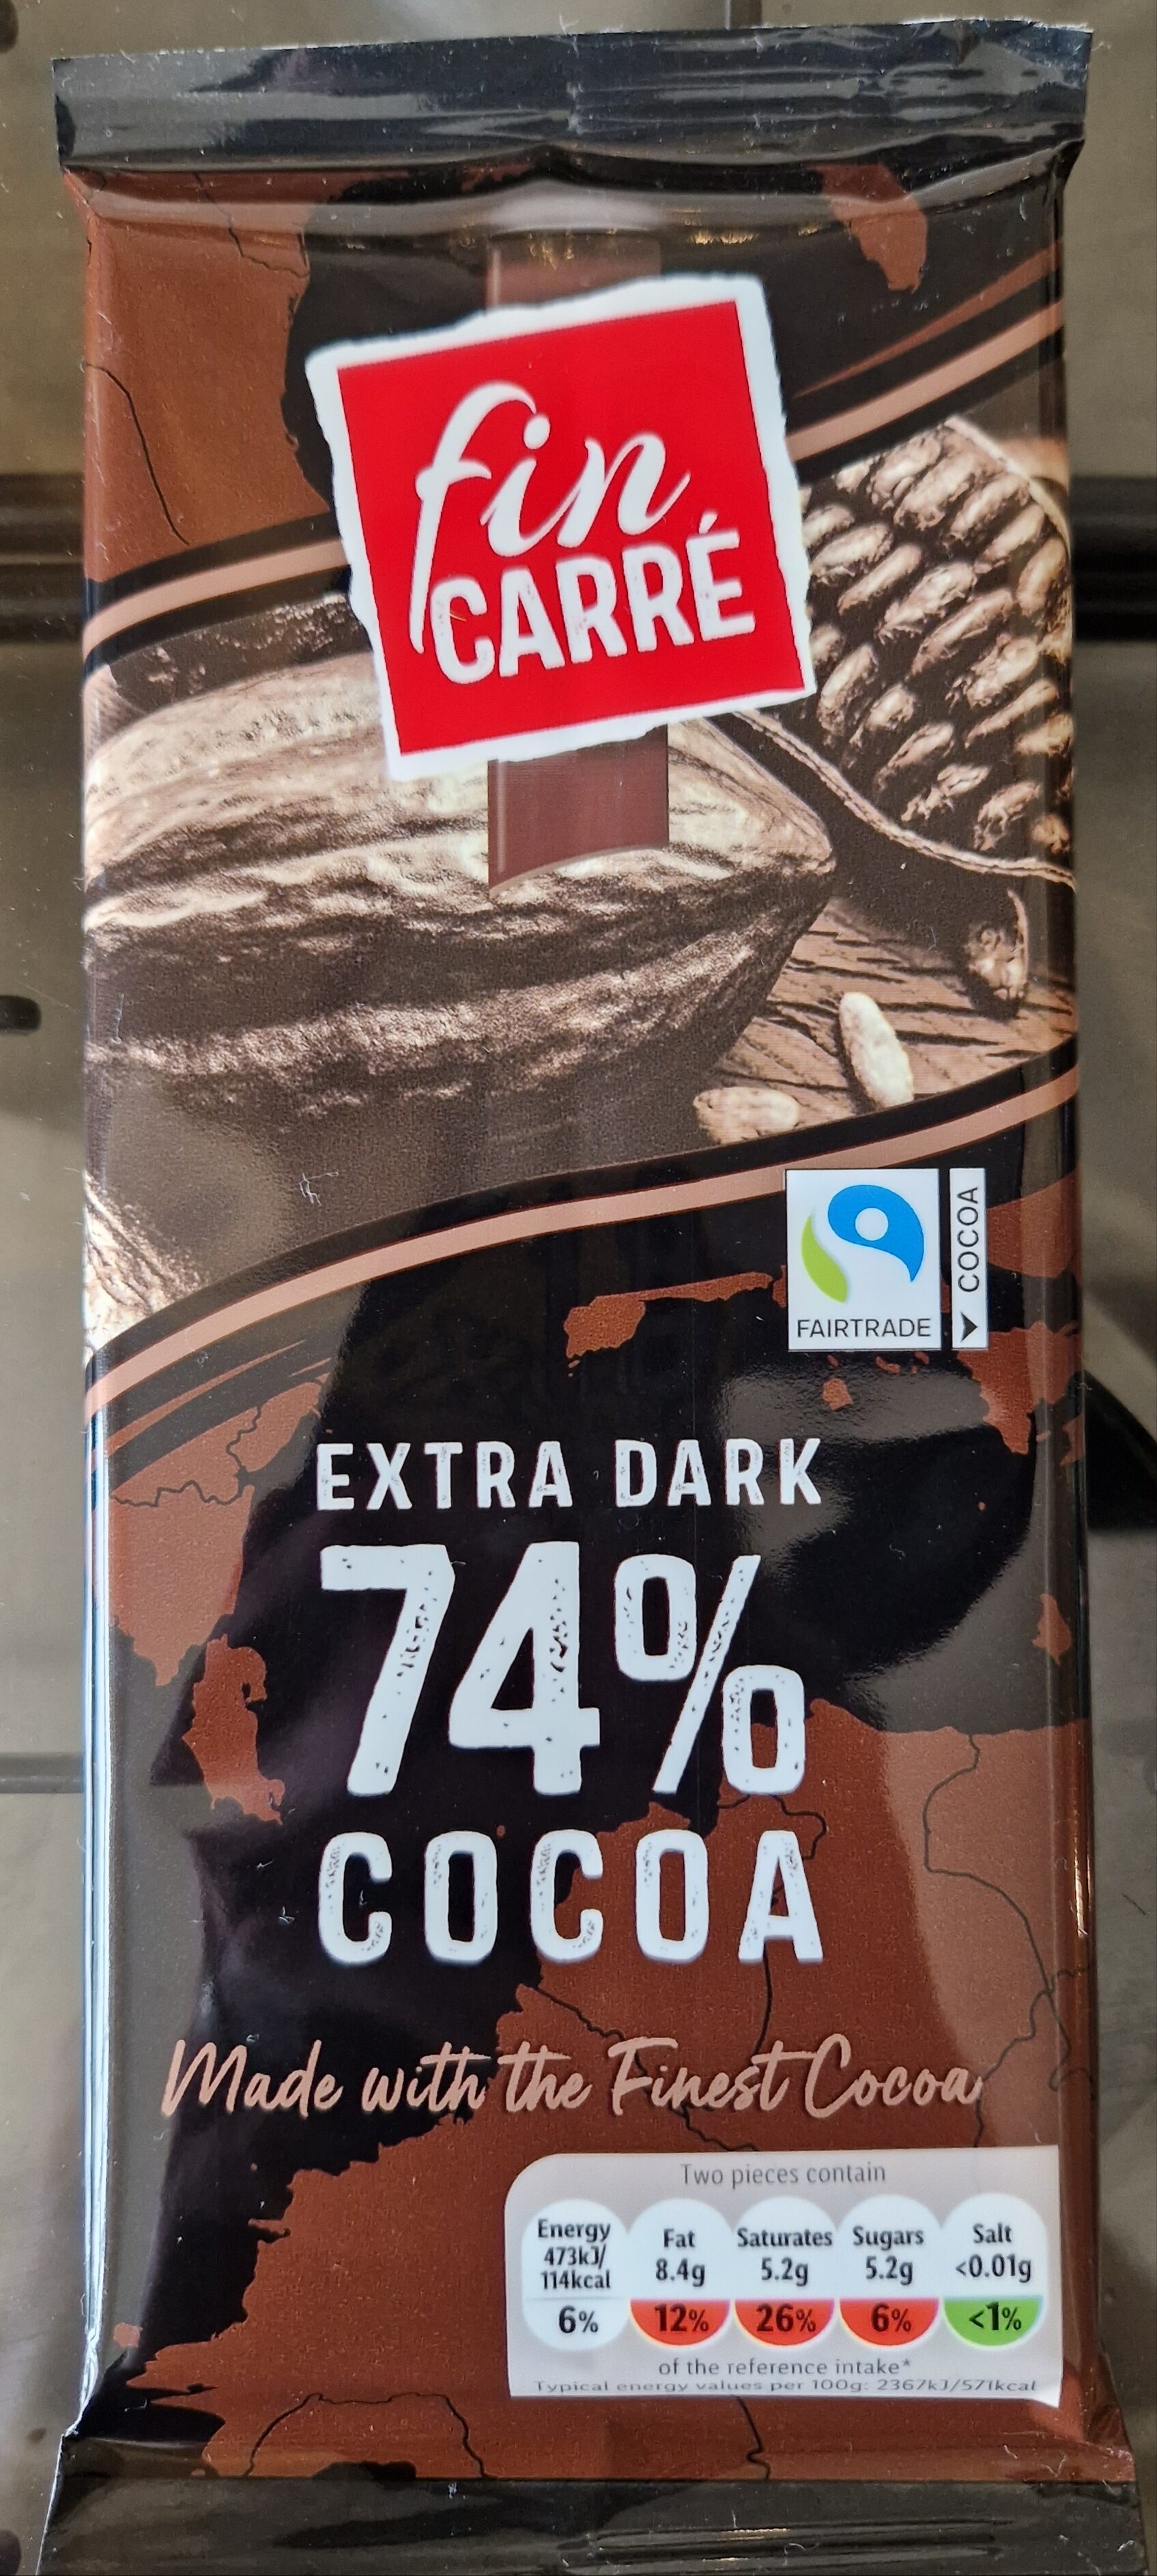 fin
CARRÉ
FAIRTRADE
COCOA
EXTRA DARK
74%
COCOA
Made with the Finest Cocoa
Two pieces contain
Energy 473kJ/ 114kcal 6%
Fat 8.4g 12%
Saturates 5.2g 26%
Sugars 5.2g 6%
Salt <0.01g <1%
of the reference intake*
Typical energy values per 100g: 2367kJ/571kcal